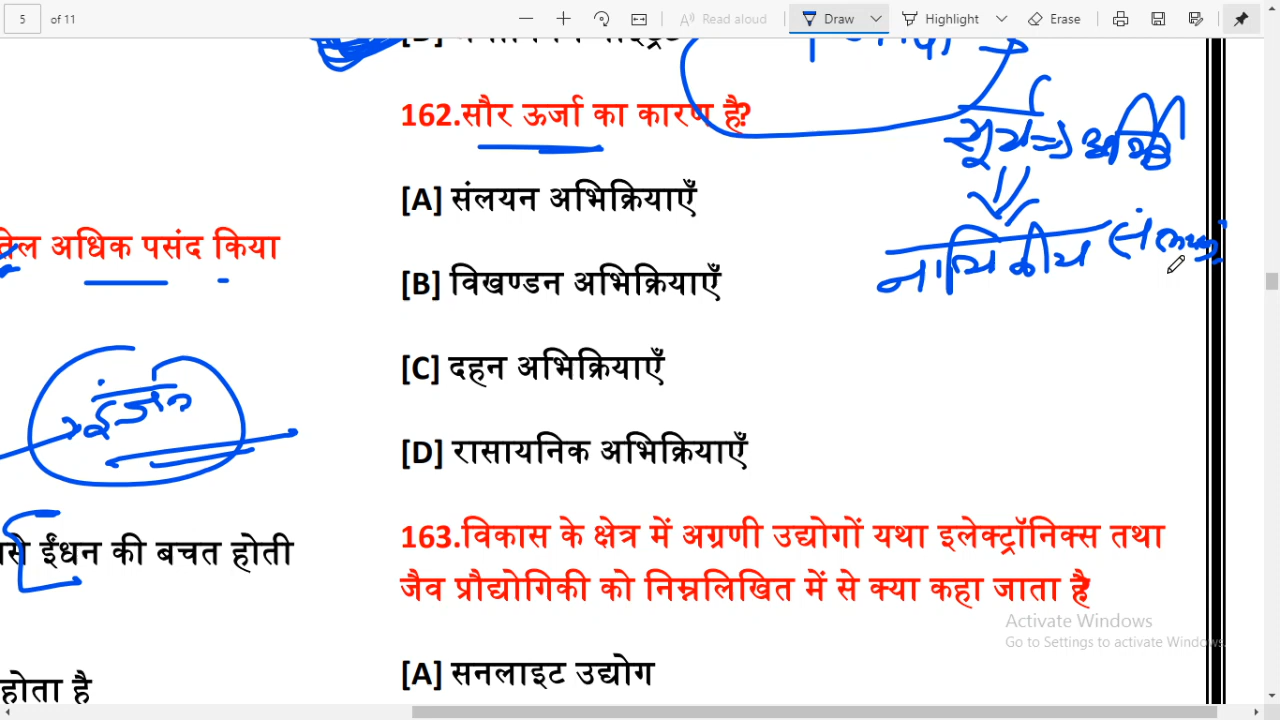 5 of 11
Read aloud
Draw
Highlight
Erase
162.सौर ऊर्जा का कारण है?
[A] संलयन अभिक्रियाएँ
[B] विखण्डन अभिक्रियाएँ
[C] दहन अभिक्रियाएँ
[D] रासायनिक अभिक्रियाएँ
163.विकास के क्षेत्र में अग्रणी उद्योगों यथा इलेक्ट्रॉनिक्स तथा
जैव प्रौद्योगिकी को निम्नलिखित में से क्या कहा जाता है
[A] सनलाइट उद्योग
अधिक पसंद किया
इंजन
ईंधन की बचत होती
होता है
सूर्य =>
नाभिकीय संलयन
Activate Windows
Go to Settings to activate Windows.